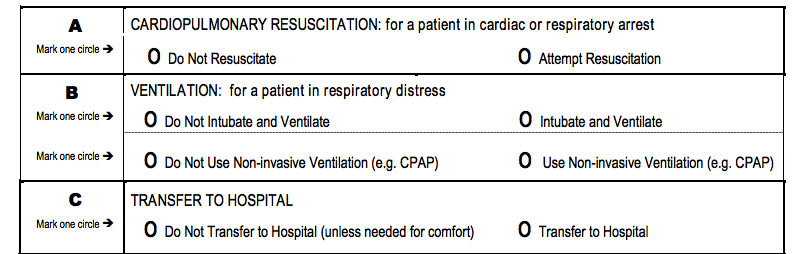 A CARDIOPULMONARY RESUSCITATION: for a patient in cardiac or respiratory arrest
Mark one circle ➔ O Do Not Resuscitate O Attempt Resuscitation
B VENTILATION: for a patient in respiratory distress
Mark one circle ➔ O Do Not Intubate and Ventilate O Intubate and Ventilate
Mark one circle ➔ O Do Not Use Non-invasive Ventilation (e.g. CPAP) O Use Non-invasive Ventilation (e.g. CPAP)
C TRANSFER TO HOSPITAL
Mark one circle ➔ O Do Not Transfer to Hospital (unless needed for comfort) O Transfer to Hospital